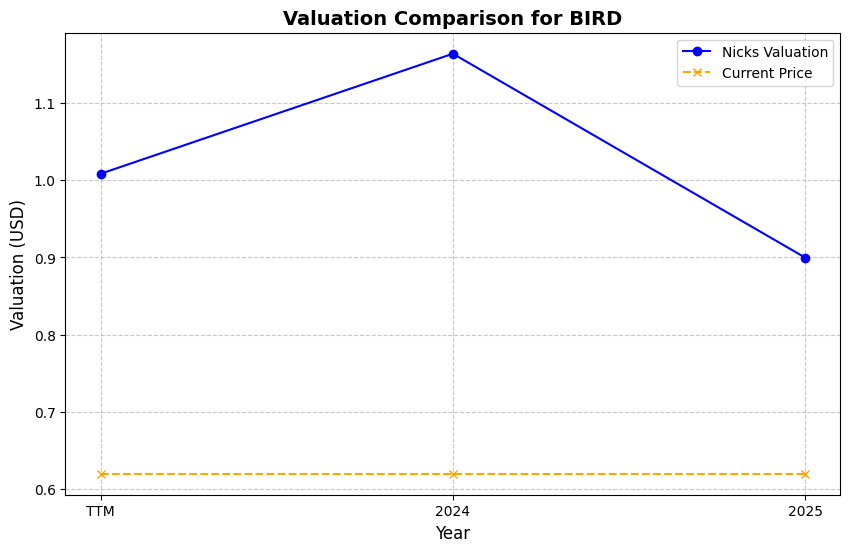 Valuation Comparison for BIRD
Nicks Valuation
Current Price
Valuation (USD)
1.1
1.0
0.9
0.8
0.7
0.6
TTM
2024
2025
Year